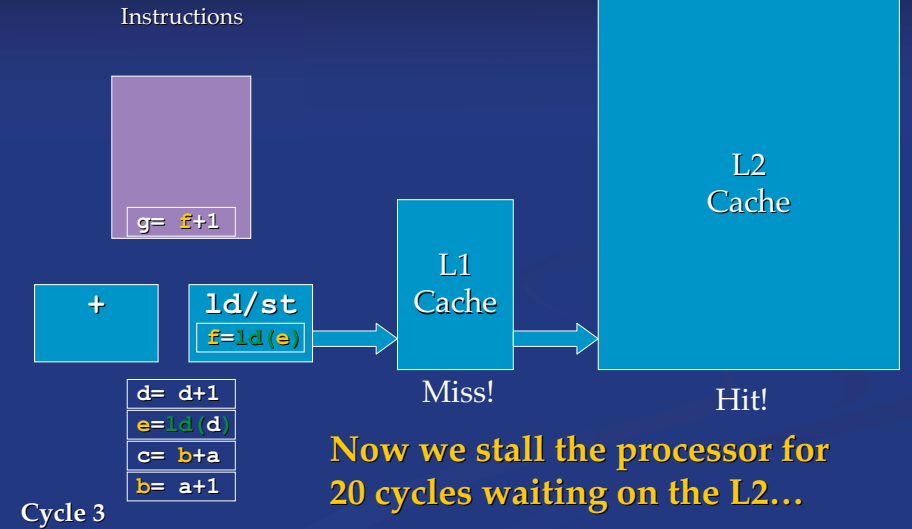 Instructions
g= f+1
+
ld/st
f=ld(e)
L1
Cache
L2
Cache
Miss!
Hit!
d= d+1
e=ld(d)
c= b+a
b= a+1
Now we stall the processor for
20 cycles waiting on the L2…
Cycle 3